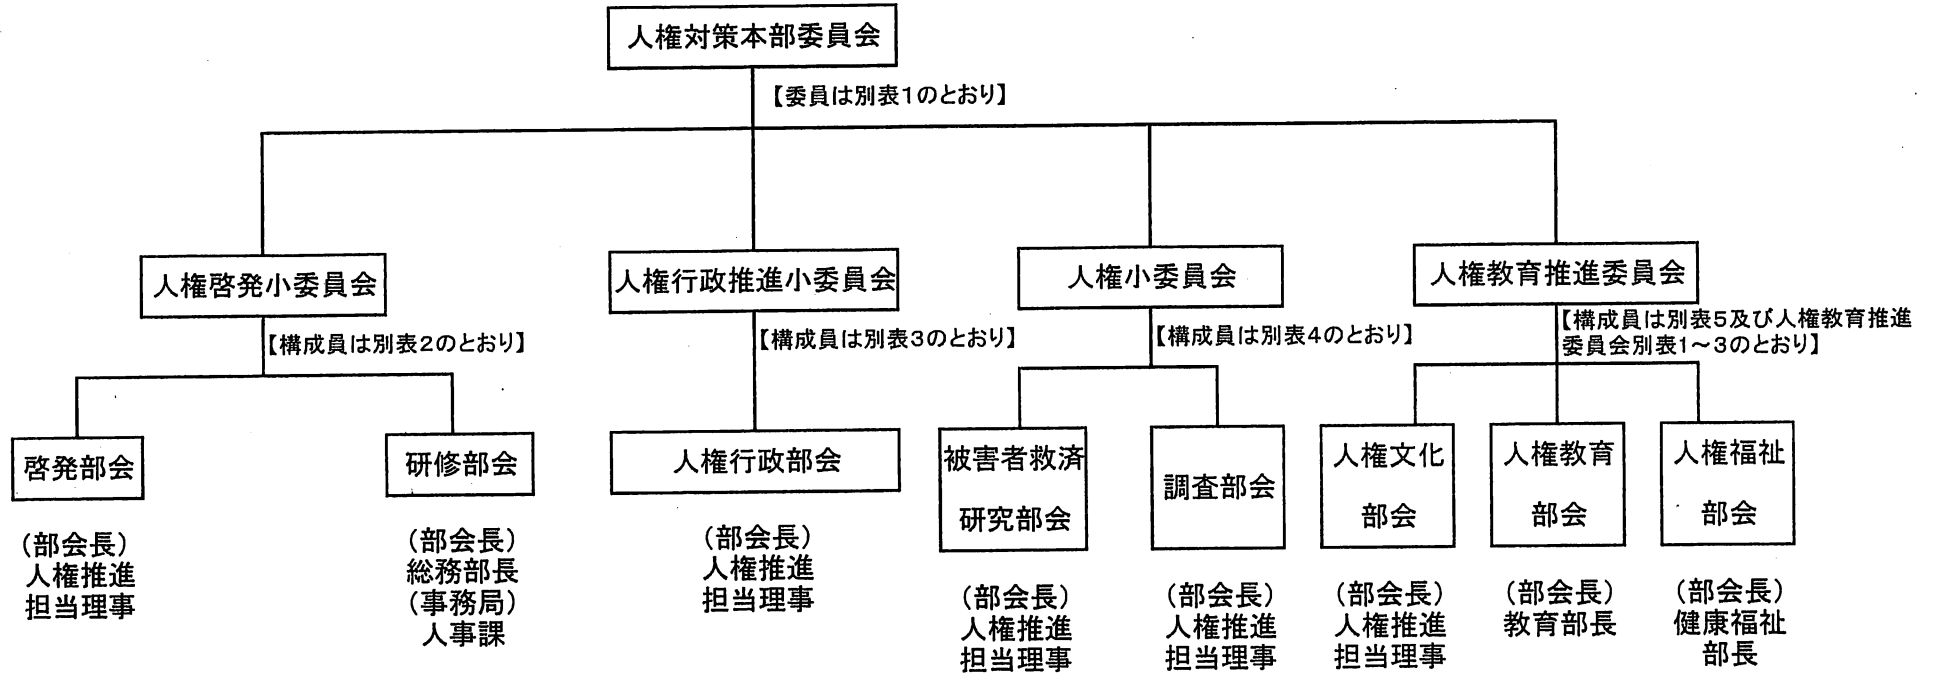 人権対策本部委員会
【委員は別表1のとおり】
人権啓発小委員会
人権行政推進小委員会
人権小委員会
人権教育推進委員会
【構成員は別表2のとおり】
【構成員は別表3のとおり】
【構成員は別表4のとおり】
【構成員は別表5及び人権教育推進
委員会別表1~3のとおり】
啓発部会
(部会長)
人権推進
担当理事
研修部会
(部会長)
総務部長
(事務局)
人事課
人権行政部会
(部会長)
人権推進
担当理事
被害者救済
研究部会
(部会長)
人権推進
担当理事
調査部会
(部会長)
人権推進
担当理事
人権文化
部会
(部会長)
人権推進
担当理事
人権教育
部会
(部会長)
教育部長
人権福祉
部会
(部会長)
健康福祉
部長